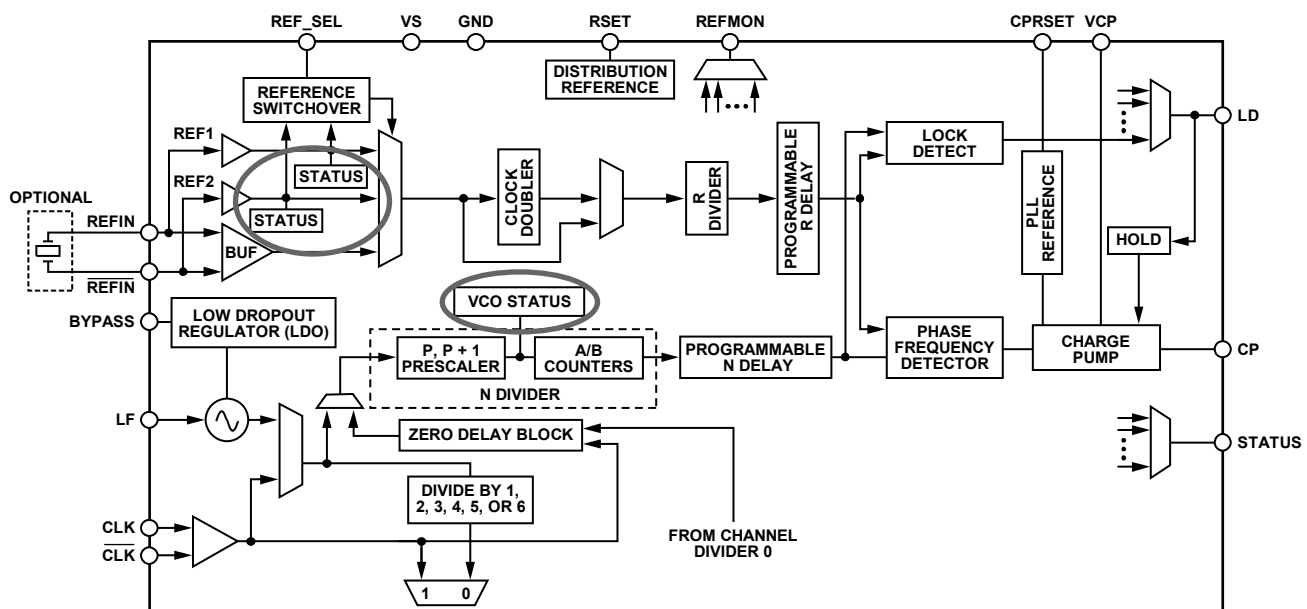 REF_SEL
VS
GND
RSET
REFMON
CPRSET
VCP
DISTRIBUTION
REFERENCE
REFERENCE
SWITCHOVER
REF1
REF2
STATUS
STATUS
BUF
OPTIONAL
REFIN
REFIN
CLOCK
DOUBLER
R
DIVIDER
PROGRAMMABLE
R DELAY
LOCK
DETECT
LD
PLL
REFERENCE
HOLD
BYPASS
LOW DROPOUT
REGULATOR (LDO)
VCO STATUS
P, P + 1
PRESCALER
A/B
COUNTERS
N DIVIDER
PROGRAMMABLE
N DELAY
PHASE
FREQUENCY
DETECTOR
CHARGE
PUMP
CP
LF
ZERO DELAY BLOCK
STATUS
DIVIDE BY 1,
2, 3, 4, 5, OR 6
CLK
CLK
FROM CHANNEL
DIVIDER 0
1 0